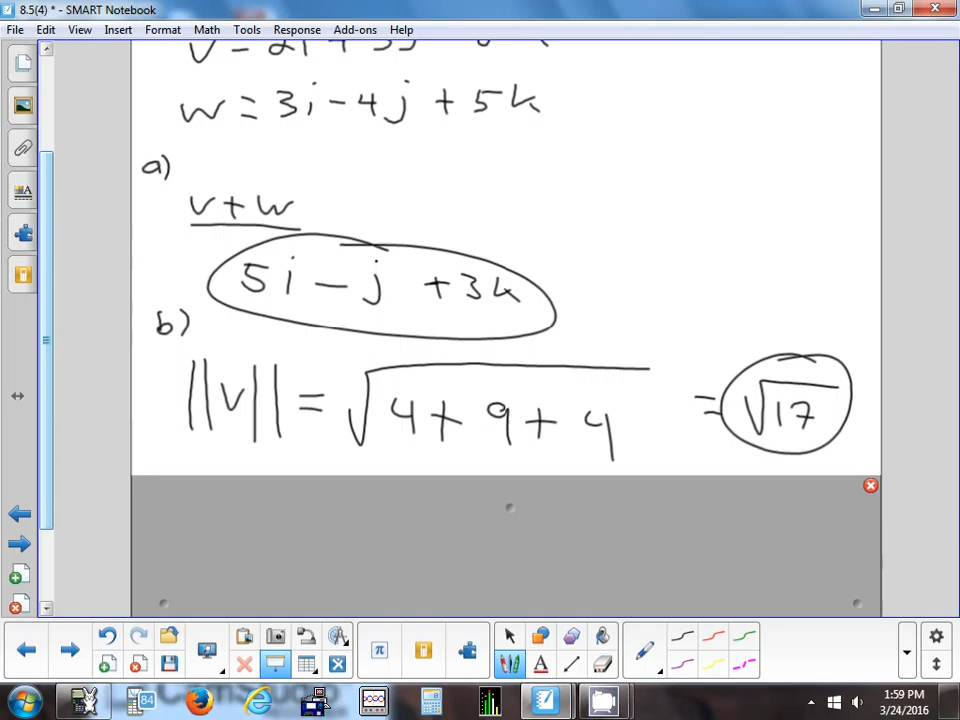 8.5(4) * - SMART Notebook
File Edit View Insert Format Math Tools Response Add-ons Help
w = 3i - 4j + 5k
a)
v + w
5i - j + 3k
b)
||v|| = √4 + 9 + 4 = √17
π
A
84
1:59 PM
3/24/2016